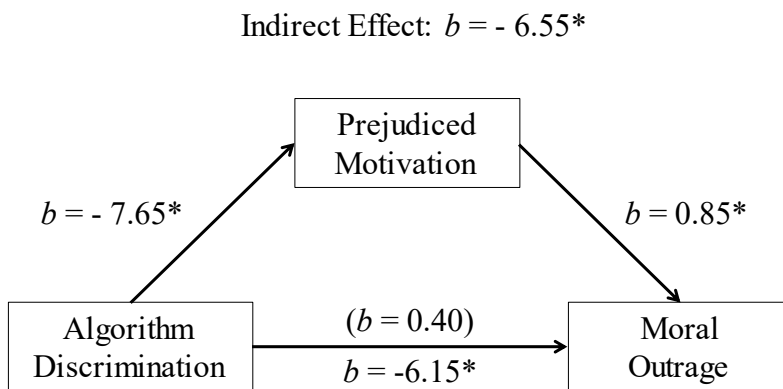 Indirect Effect: b = - 6.55*
Prejudiced
Motivation
b = - 7.65*
b = 0.85*
Algorithm
Discrimination
(b = 0.40)
b = -6.15*
Moral
Outrage